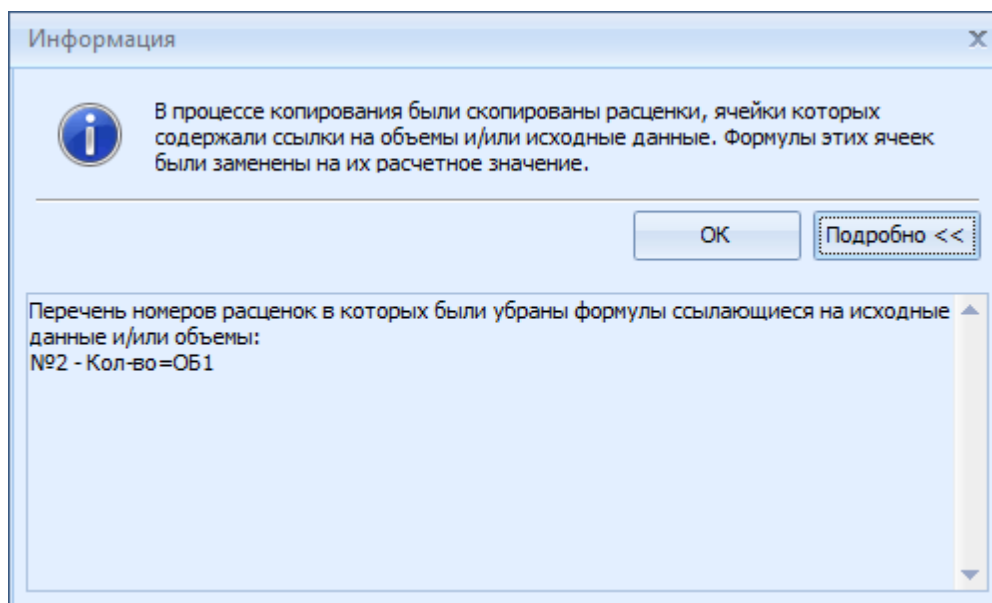 Информация
В процессе копирования были скопированы расценки, ячейки которых
содержали ссылки на объемы и/или исходные данные. Формулы этих ячеек
были заменены на их расчетное значение.
ОК
Подробно <<
Перечень номеров расценок в которых были убраны формулы ссылающиеся на исходные
данные и/или объемы:
№2 - Кол-во=ОБ1